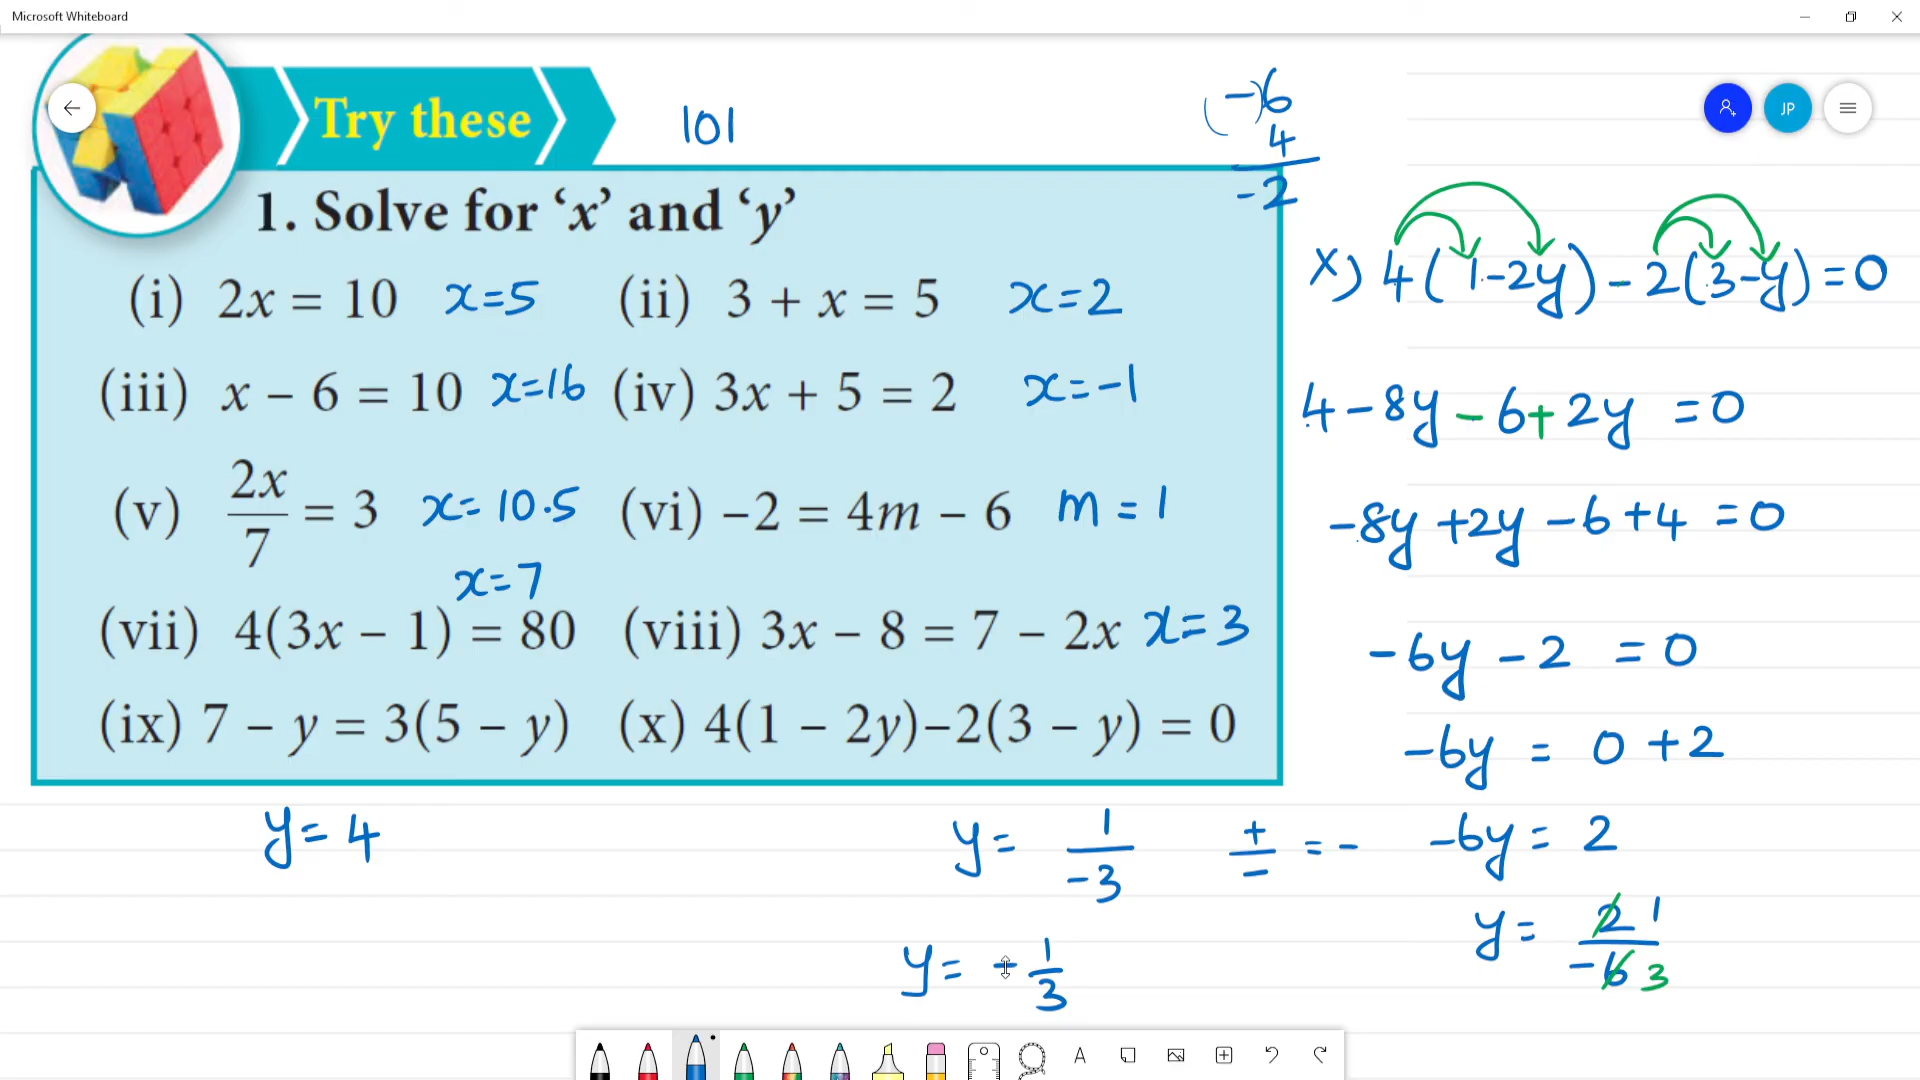 Microsoft Whiteboard
Try these
101
(-)6
4
-2
JP
1. Solve for ‘x’ and ‘y’
(i) 2x = 10 x=5 (ii) 3 + x = 5 x=2
(iii) x – 6 = 10 x=16 (iv) 3x + 5 = 2 x=-1
(v) 2x/7 = 3 x=10.5 (vi) –2 = 4m – 6 m=1
x=7
(vii) 4(3x – 1) = 80 (viii) 3x – 8 = 7 – 2x x=3
(ix) 7 – y = 3(5 – y) (x) 4(1 – 2y)–2(3 – y) = 0
y=4
x) 4(1-2y)-2(3-y)=0
4-8y-6+2y=0
-8y+2y-6+4=0
-6y-2=0
-6y=0+2
-6y=2
y=2/-6 1 3
y=1/-3
+/-=-
y=-1/3
A